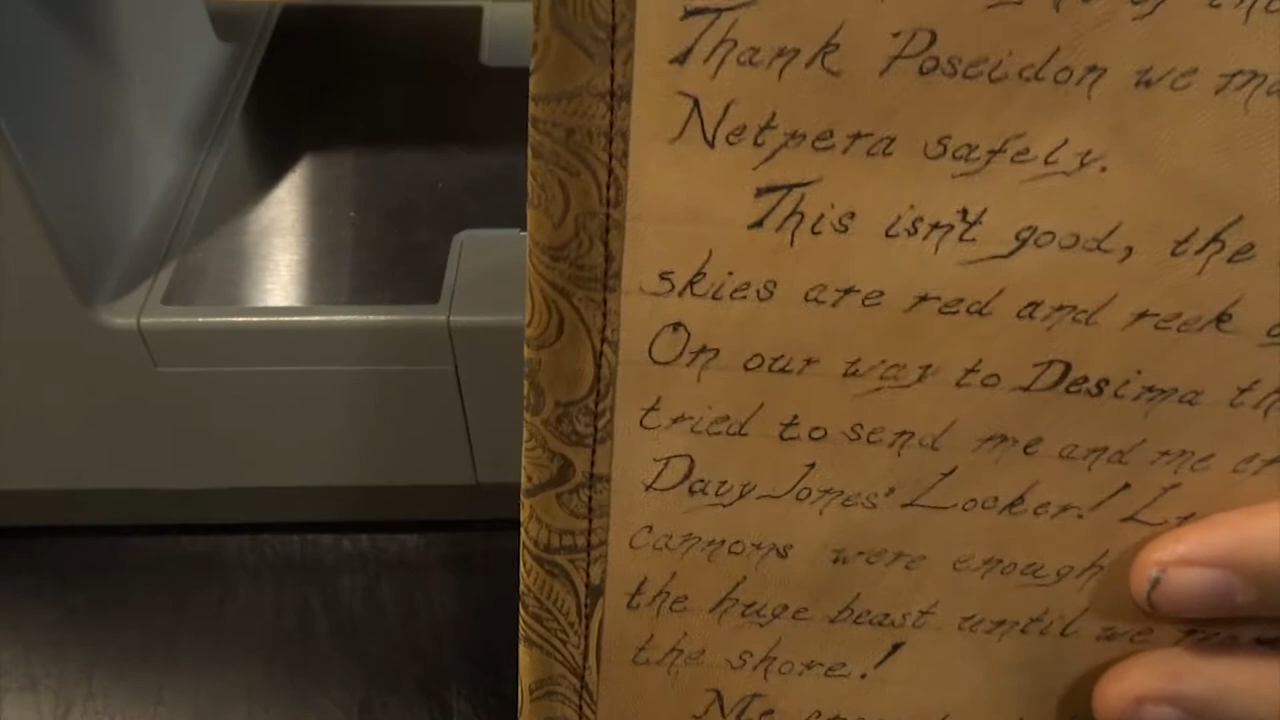 Thank Poseidon we
Netpera safely.
This isn't good, the
skies are red and reek
On our way to Desima
tried to send me and me
Davy Jones' Locker!
cannons were enough
the huge beast until we
the shore!
Me